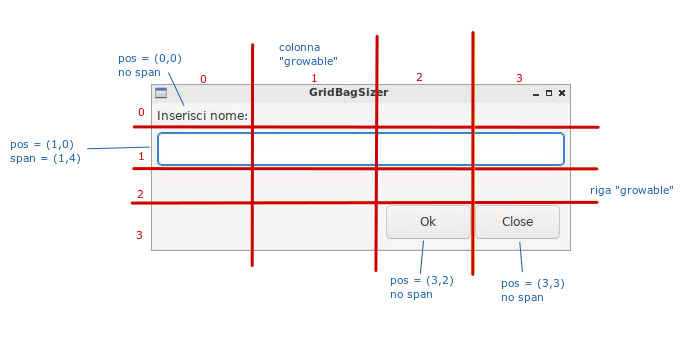 colonna
"growable"
pos = (0,0)
no span
0
1
2
3
GridBagSizer
0
Inserisci nome:
pos = (1,0)
span = (1,4)
1
2
riga "growable"
3
Ok
Close
pos = (3,2)
no span
pos = (3,3)
no span